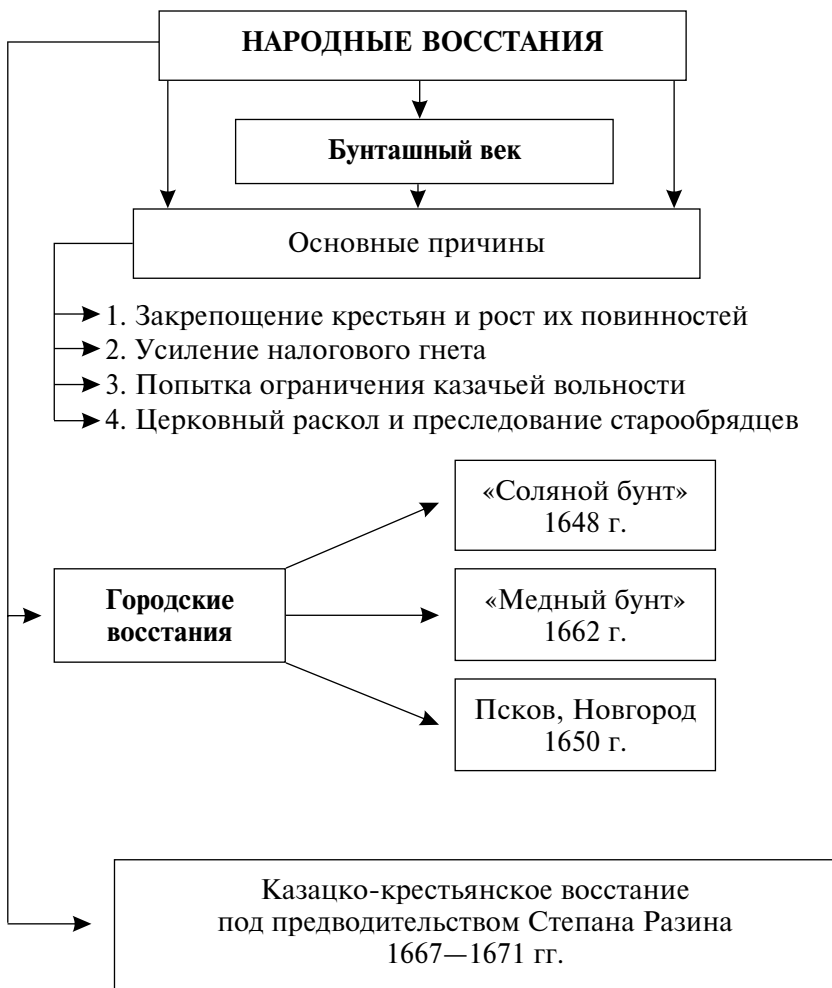 НАРОДНЫЕ ВОССТАНИЯ
Бунташный век
Основные причины
1. Закрепощение крестьян и рост их повинностей
2. Усиление налогового гнета
3. Попытка ограничения казачьей вольности
4. Церковный раскол и преследование старообрядцев
«Соляной бунт»
1648 г.
Городские
восстания
«Медный бунт»
1662 г.
Псков, Новгород
1650 г.
Казацко-крестьянское восстание
под предводительством Степана Разина
1667—1671 гг.